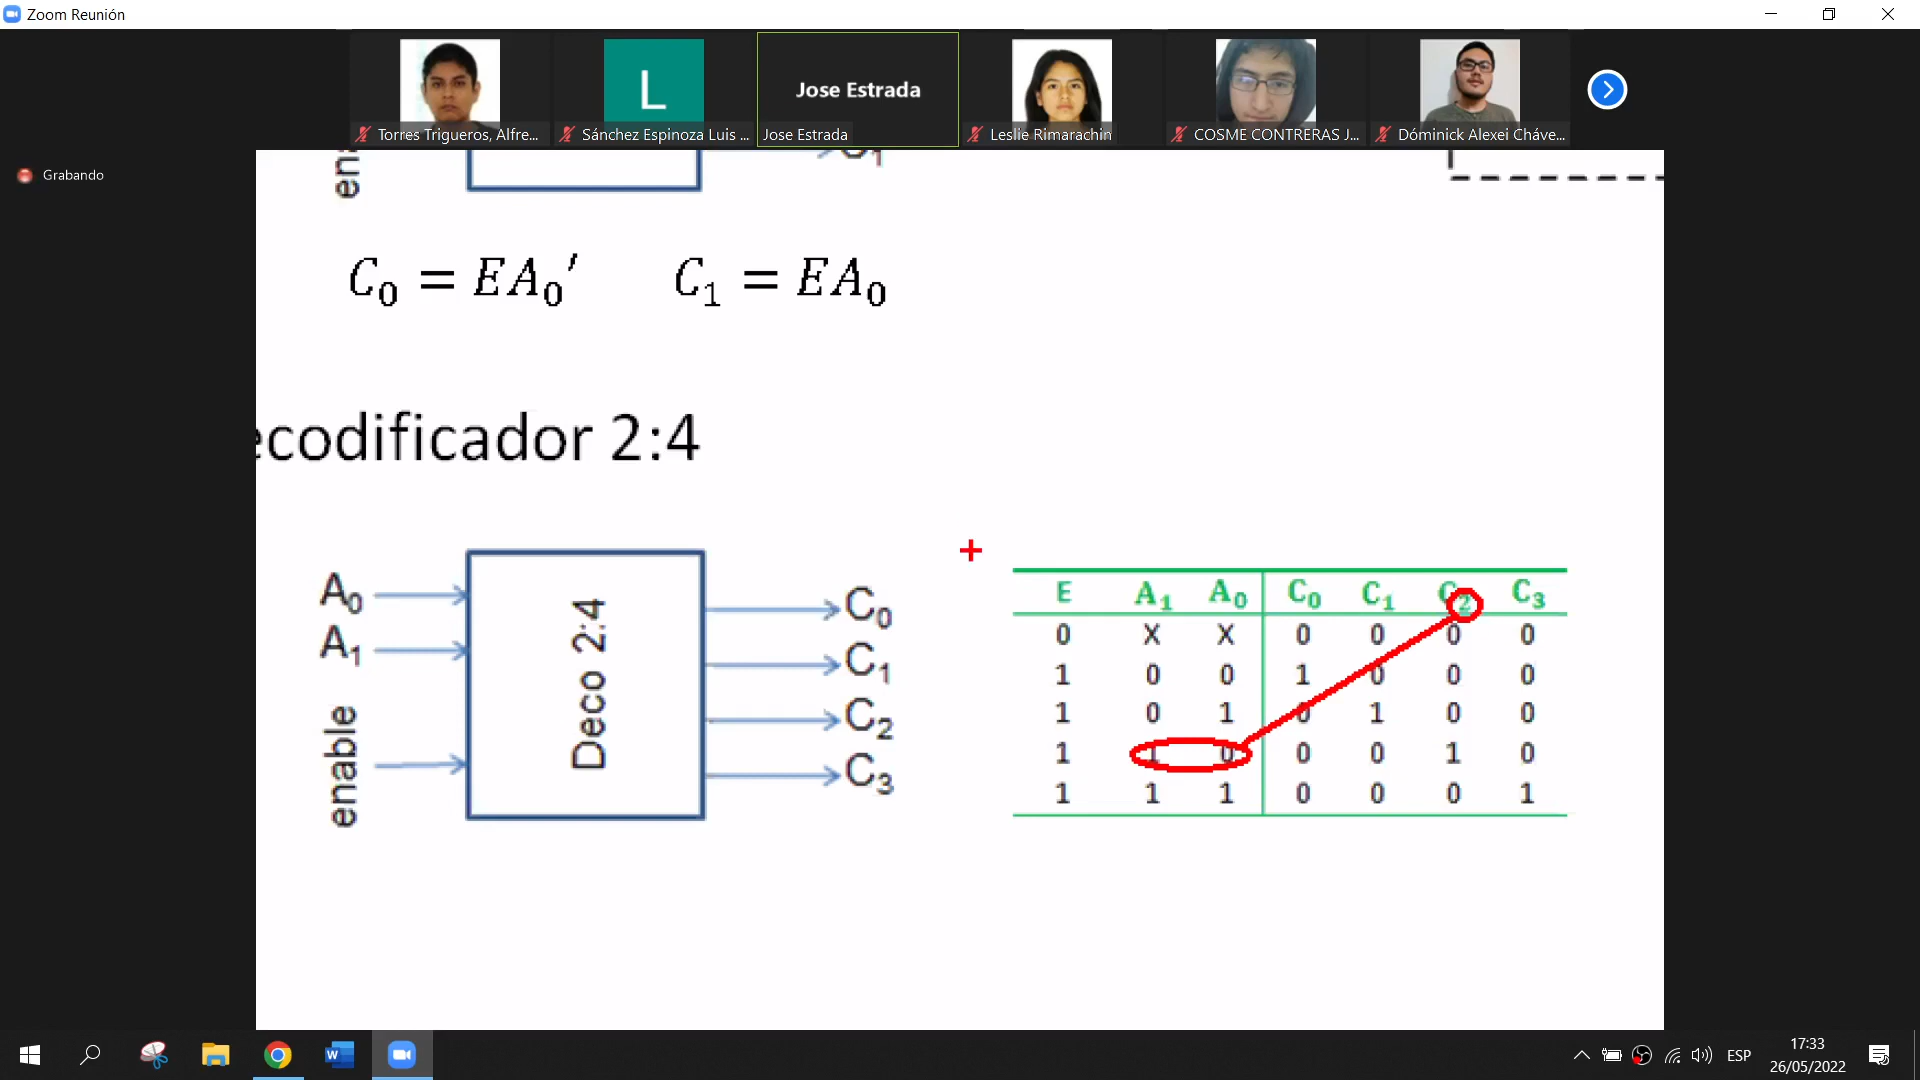 Zoom Reunión
L
Jose Estrada
Torres Trigueros, Alfre...
Sánchez Espinoza Luis ...
Jose Estrada
Leslie Rimarachin
COSME CONTRERAS J...
Dóminick Alexei Cháve...
Grabando
en
C1
C0 = EA0′ C1 = EA0
ecodificador 2:4
A0
A1
enable
Deco 2:4
C0
C1
C2
C3
E A1 A0 C0 C1 C2 C3
0 X X 0 0 0 0
1 0 0 1 0 0 0
1 0 1 0 1 0 0
1 1 0 0 0 1 0
1 1 1 0 0 0 1
ESP
17:33
26/05/2022